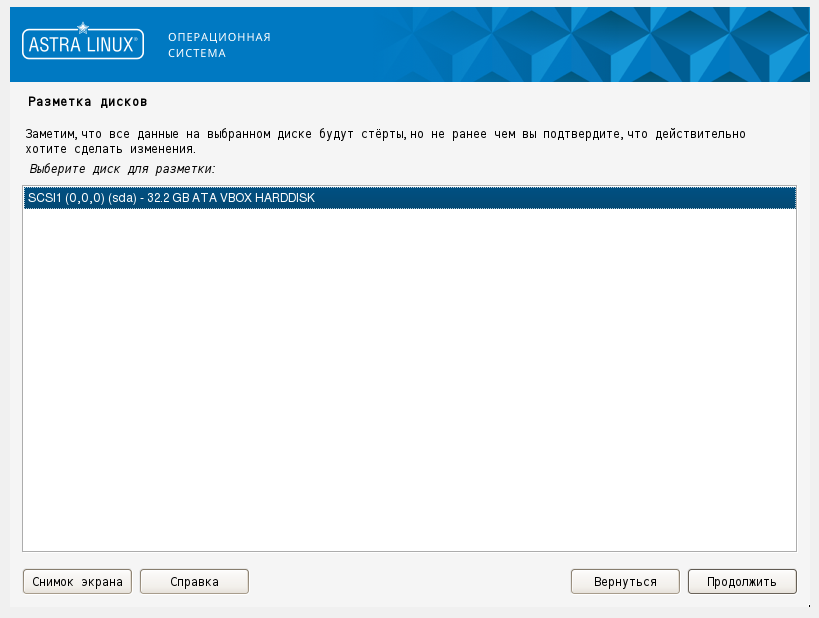 ASTRA LINUX®
ОПЕРАЦИОННАЯ
СИСТЕМА
Разметка дисков
Заметим, что все данные на выбранном диске будут стёрты, но не ранее чем вы подтвердите, что действительно
хотите сделать изменения.
Выберите диск для разметки:
SCSI1 (0,0,0) (sda) - 32.2 GB ATA VBOX HARDDISK
Снимок экрана
Справка
Вернуться
Продолжить